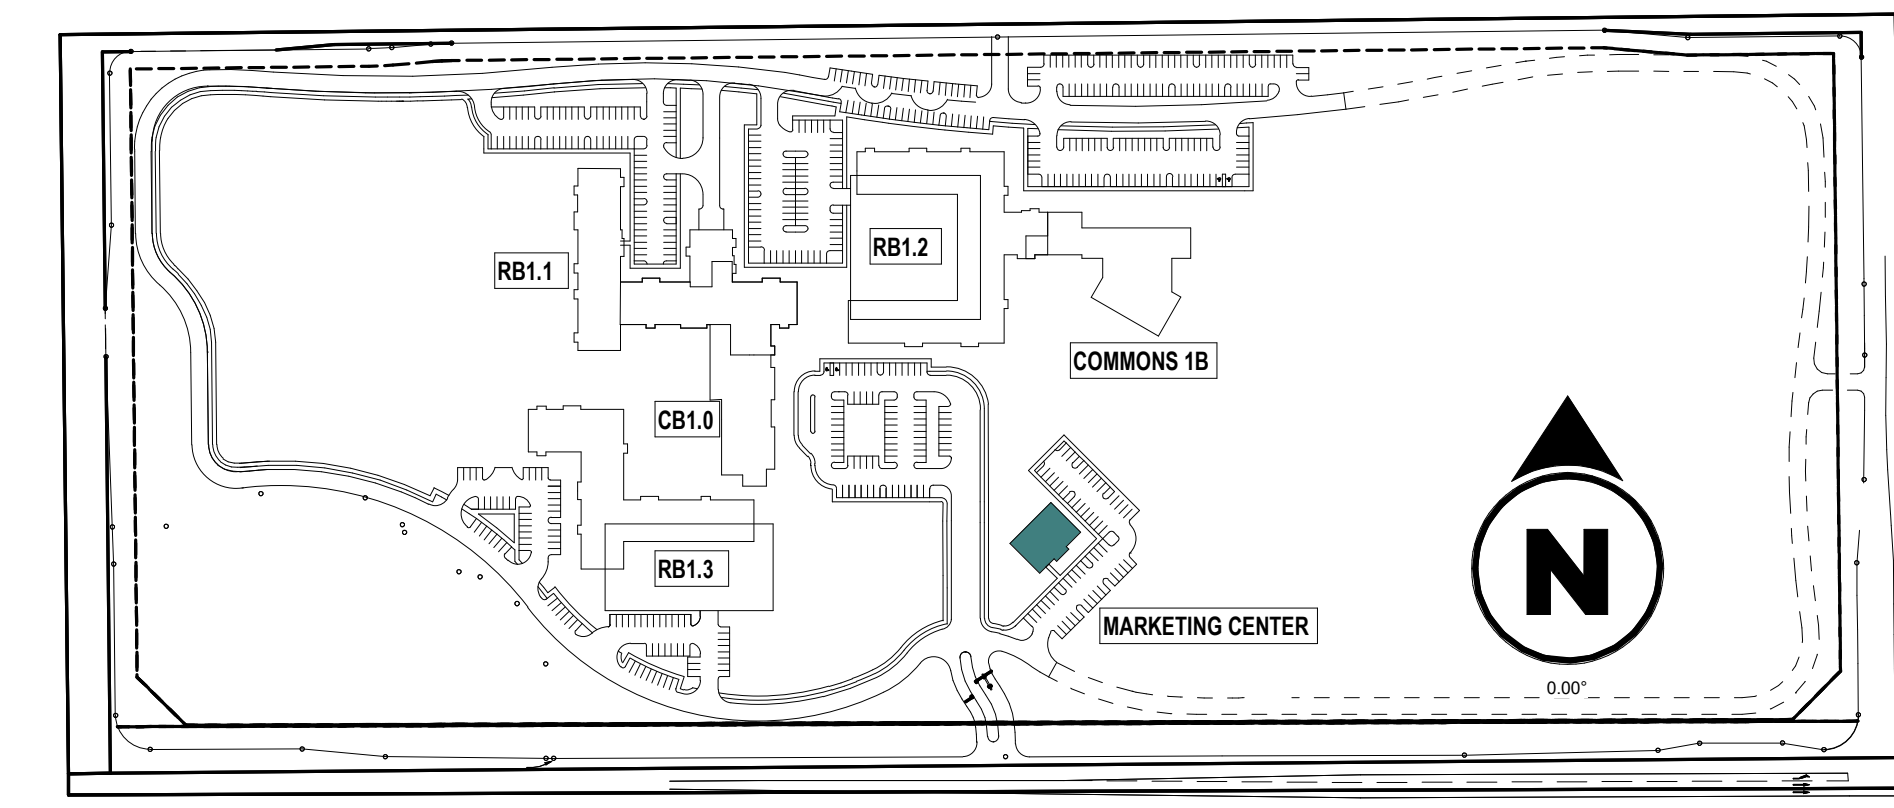 RB1.2
RB1.1
COMMONS 1B
CB1.0
N
RB1.3
MARKETING CENTER
0.00°